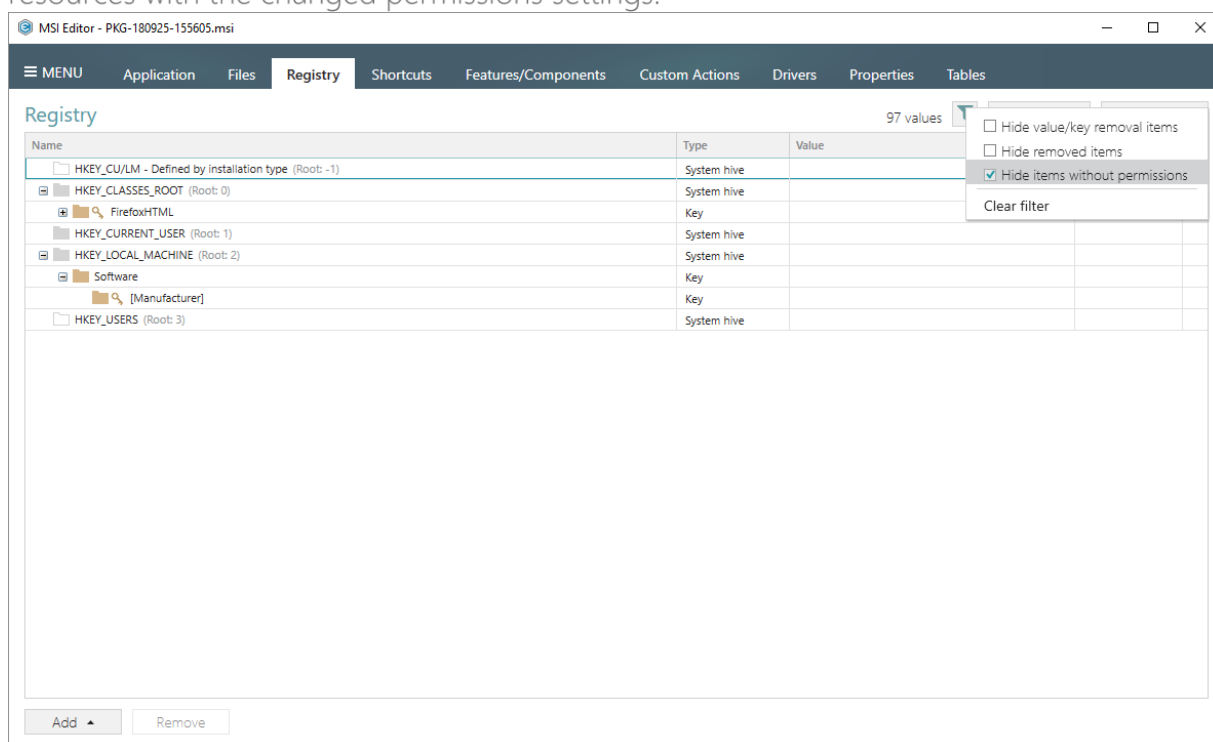 resources with the changed permissions settings.
MSI Editor - PKG-180925-155605.msi
MENU Application Files Registry Shortcuts Features/Components Custom Actions Drivers Properties Tables
Registry 97 values
Hide value/key removal items
Hide removed items
Hide items without permissions
Clear filter
Name Type Value
HKEY_CU/LM - Defined by installation type (Root: -1) System hive
HKEY_CLASSES_ROOT (Root: 0) System hive
FirefoxHTML Key
HKEY_CURRENT_USER (Root: 1) System hive
HKEY_LOCAL_MACHINE (Root: 2) System hive
Software Key
[Manufacturer] Key
HKEY_USERS (Root: 3) System hive
Add Remove